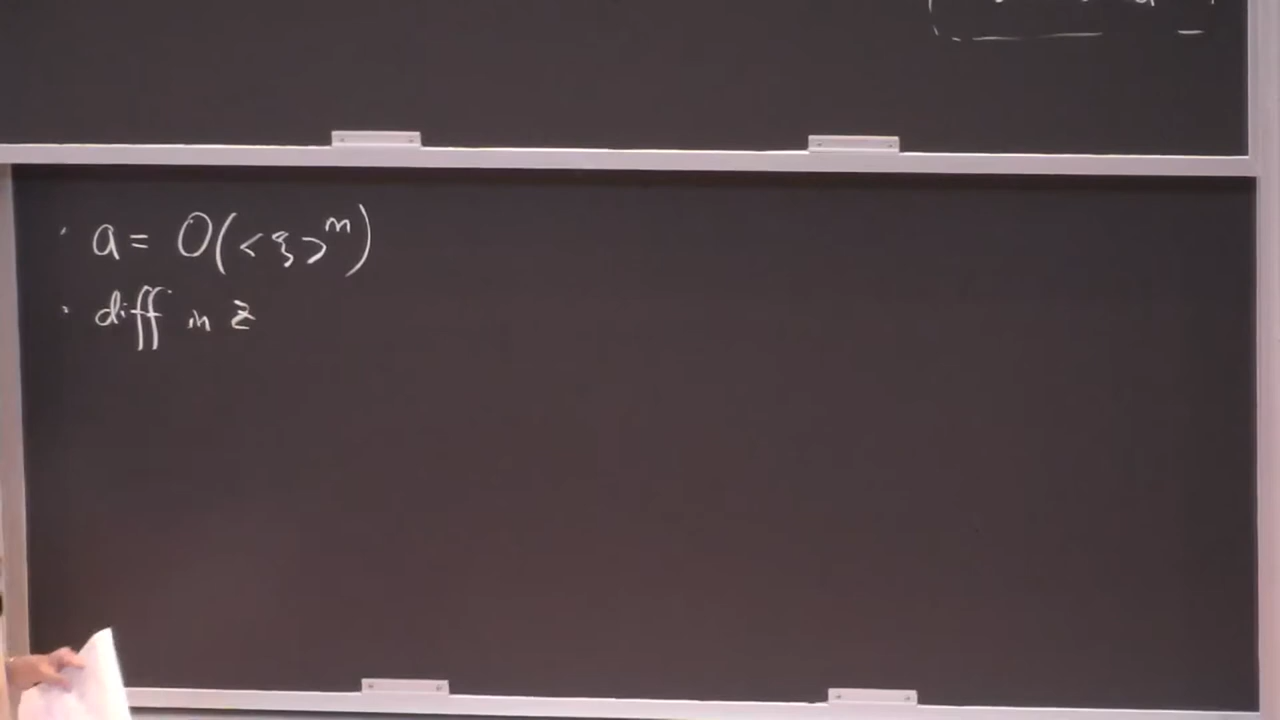 · a = O(<ξ>^m)
· diff in z